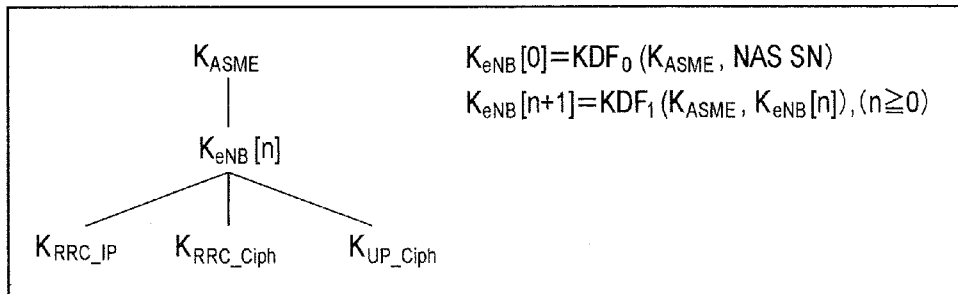 K_ASME
K_eNB[n]
K_RRC_IP K_RRC_Ciph K_UP_Ciph
K_eNB[0]=KDF_0(K_ASME, NAS SN)
K_eNB[n+1]=KDF_1(K_ASME, K_eNB[n]),(n≧0)